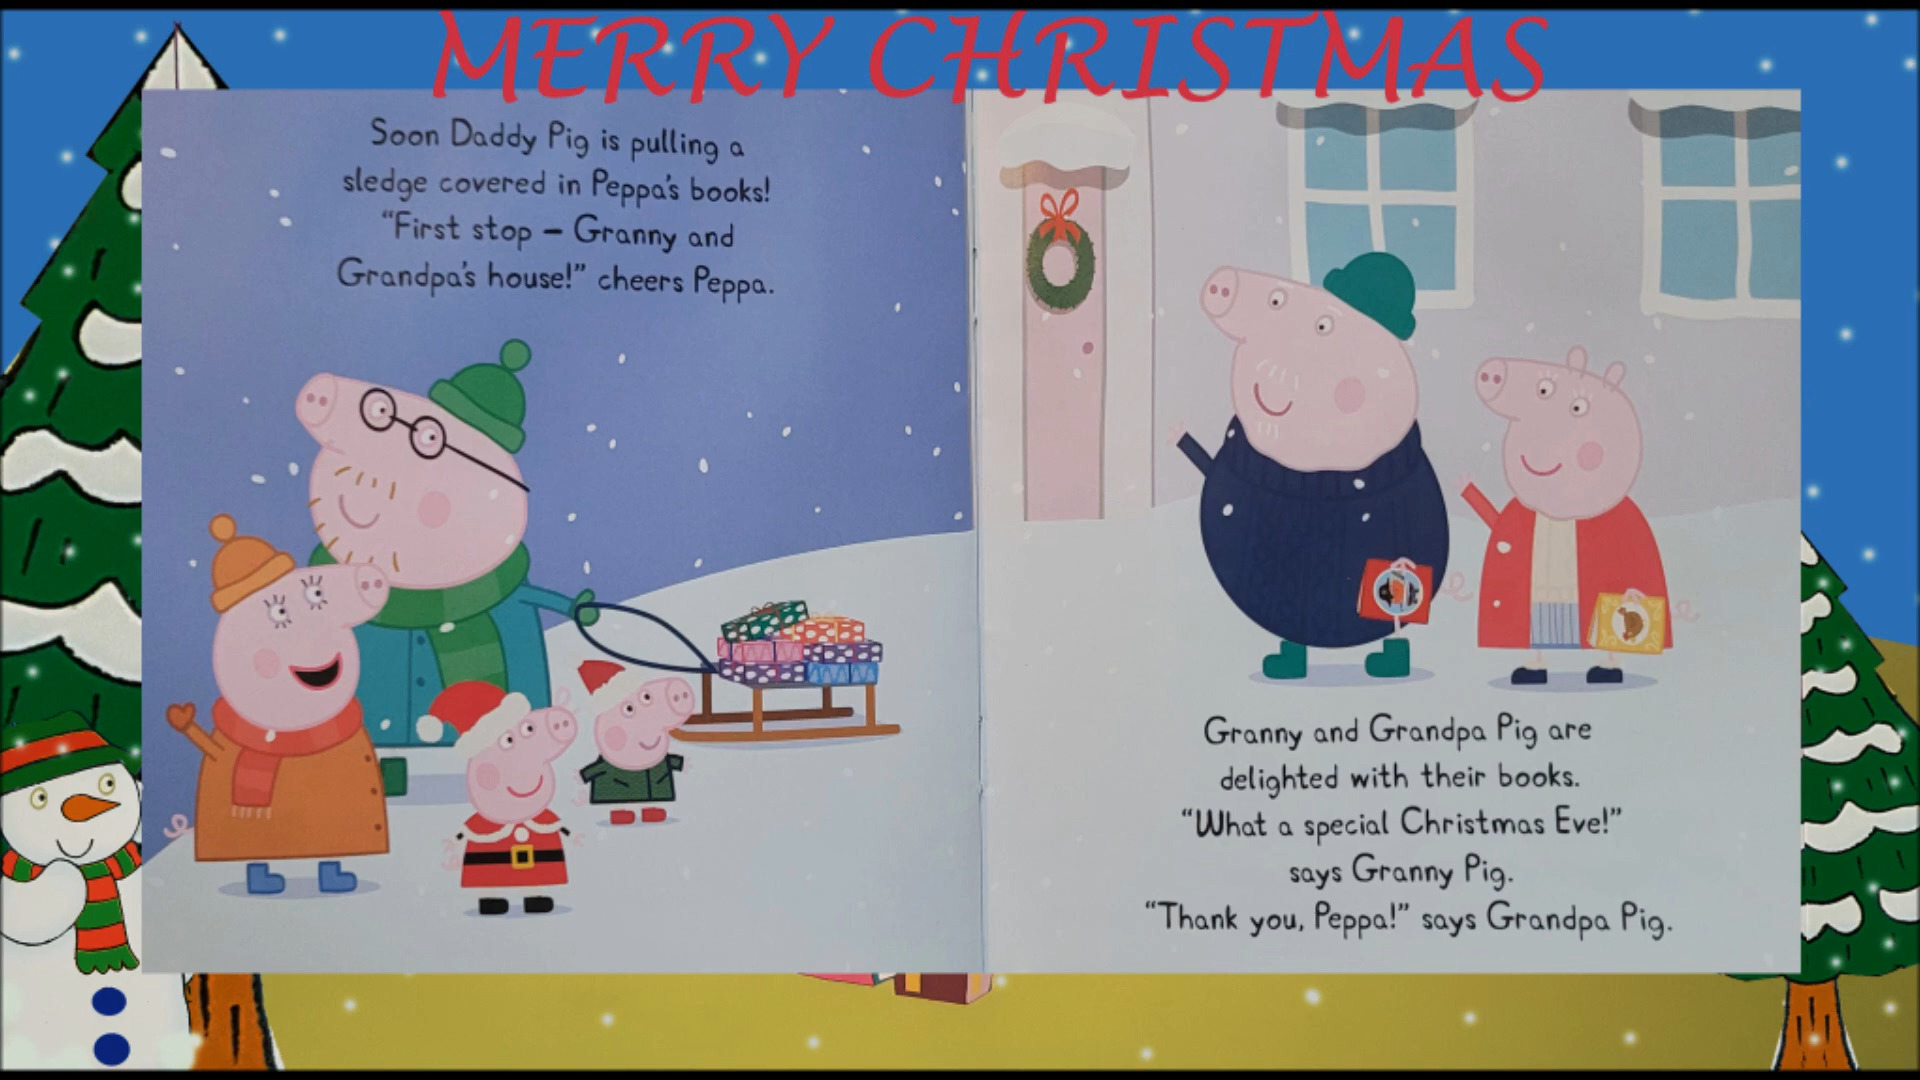 MERRY CHRISTMAS
Soon Daddy Pig is pulling a
sledge covered in Peppa's books!
“First stop – Granny and
Grandpa's house!” cheers Peppa.
Granny and Grandpa Pig are
delighted with their books.
“What a special Christmas Eve!”
says Granny Pig.
“Thank you, Peppa!” says Grandpa Pig.